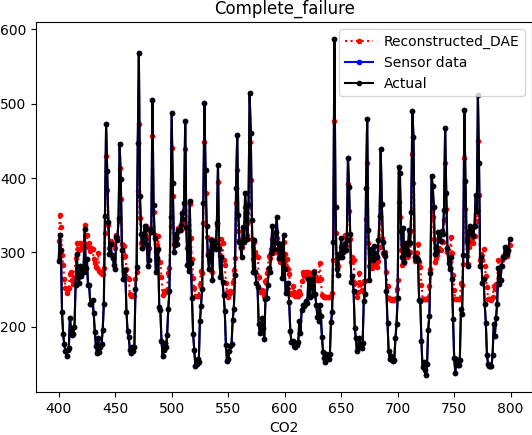 Complete_failure
600
500
400
300
200
Reconstructed_DAE
Sensor data
Actual
400 450 500 550 600 650 700 750 800
CO2